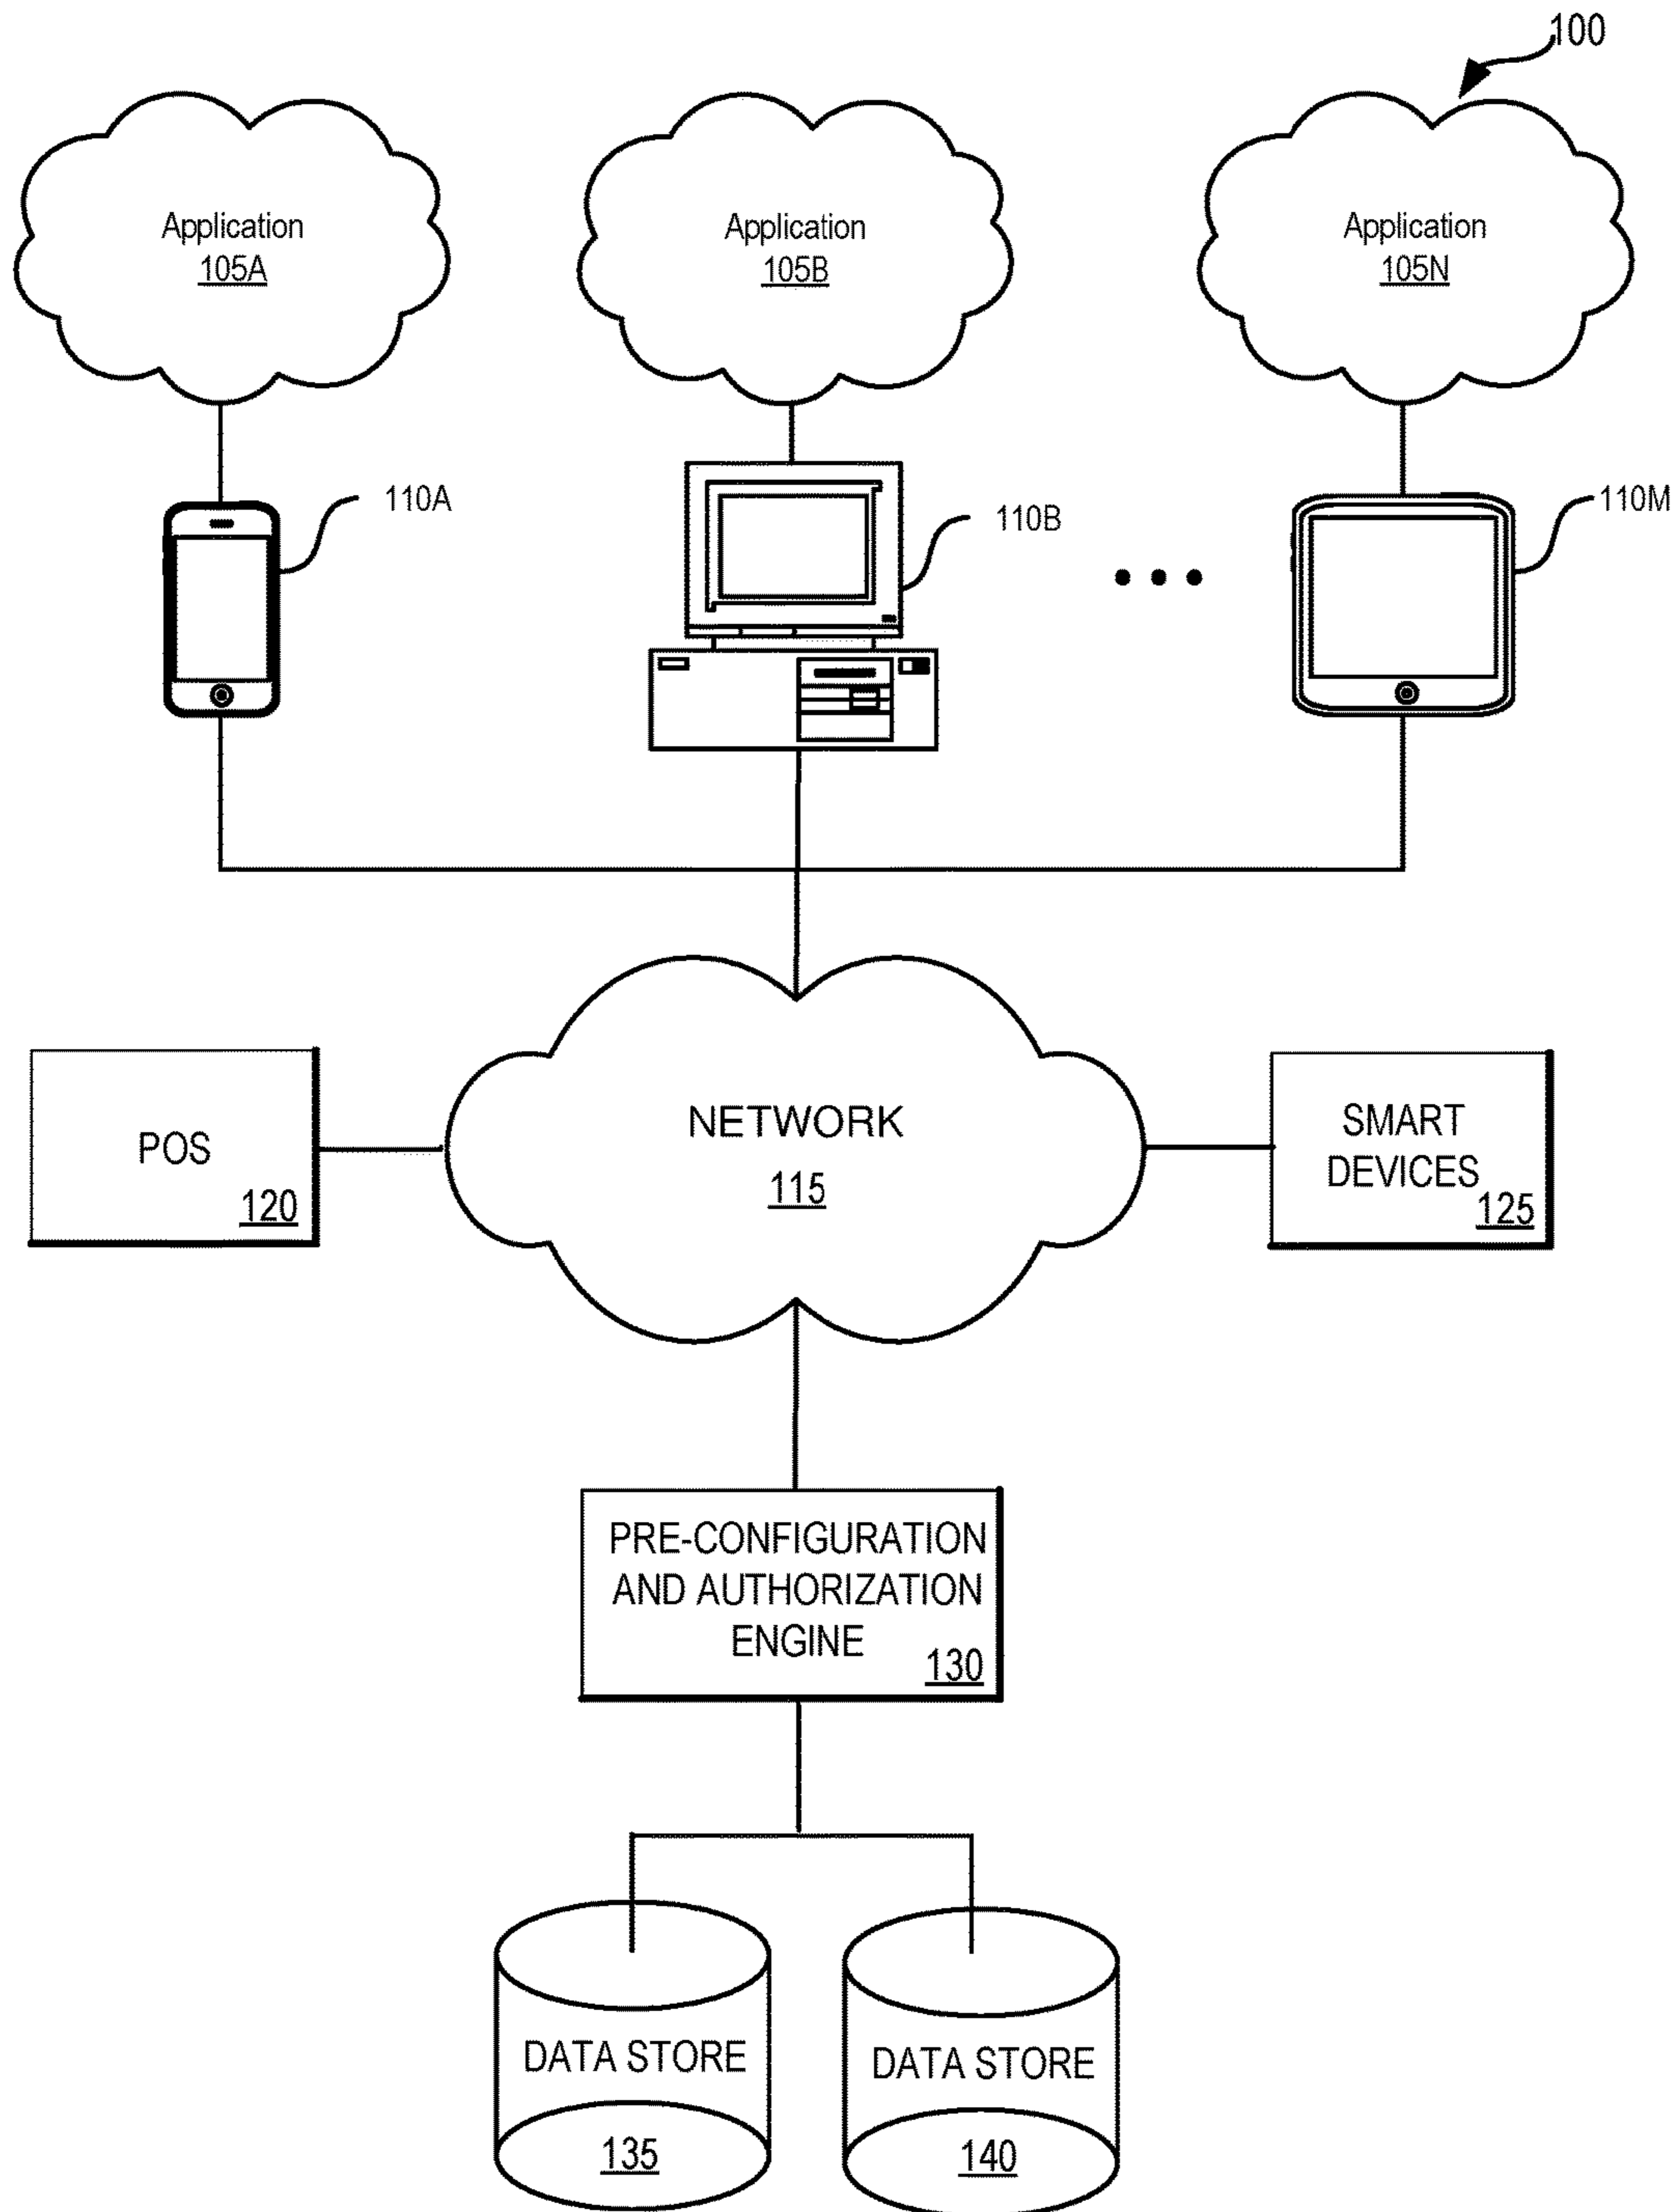 100
Application
105A
Application
105B
Application
105N
110A
110B
110M
NETWORK
115
POS
120
SMART
DEVICES
125
PRE-CONFIGURATION
AND AUTHORIZATION
ENGINE
130
DATA STORE
135
DATA STORE
140